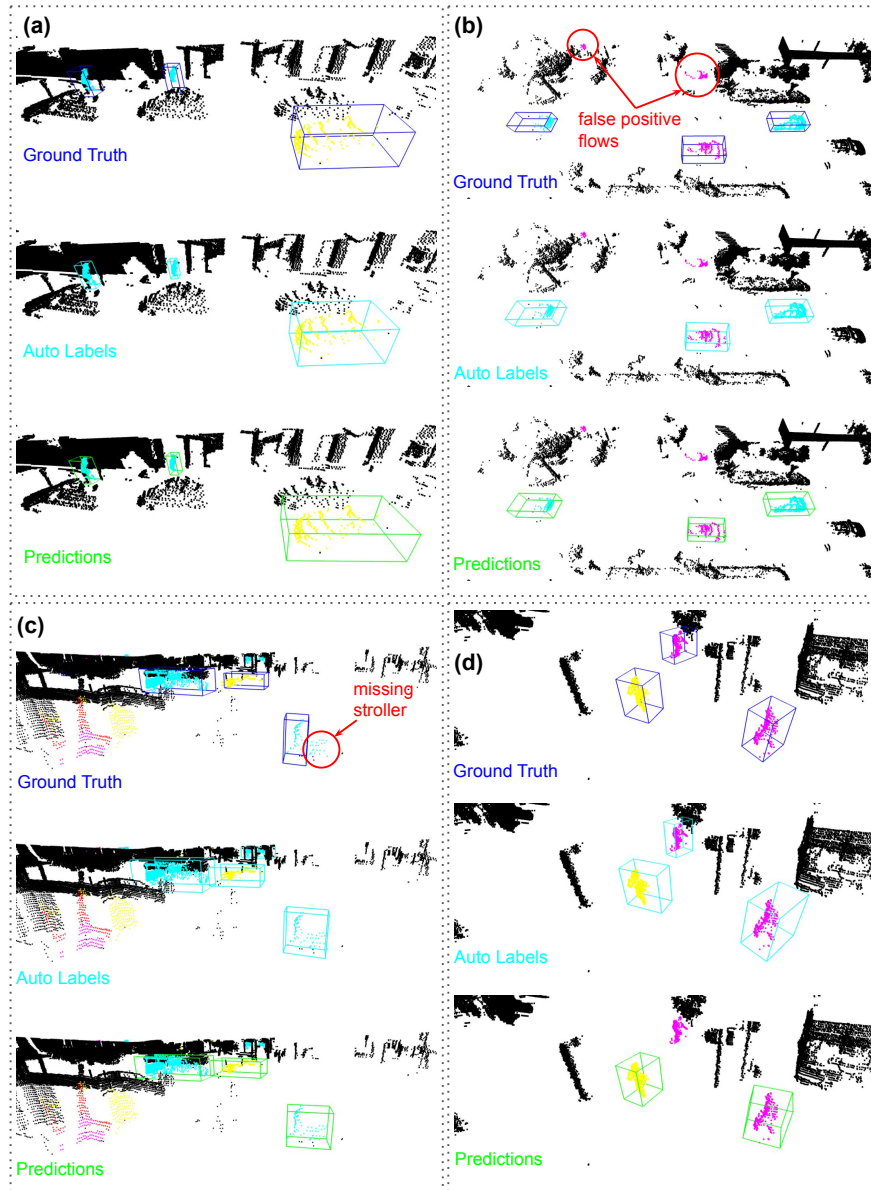 (a)
Ground Truth
Auto Labels
Predictions
(b)
false positive
flows
Ground Truth
Auto Labels
Predictions
(c)
missing
stroller
Ground Truth
Auto Labels
Predictions
(d)
Ground Truth
Auto Labels
Predictions